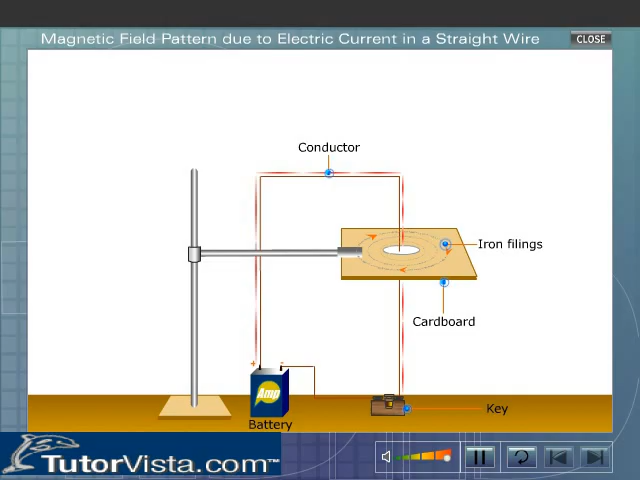 Magnetic Field Pattern due to Electric Current in a Straight Wire
CLOSE
Conductor
Iron filings
Cardboard
+ -
Amp
Key
Battery
TutorVista.com™